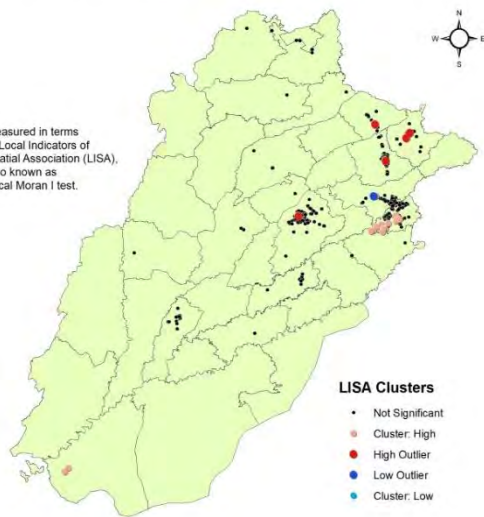 N
W E
S
easured in terms
Local Indicators of
atial Association (LISA),
o known as
cal Moran I test.
LISA Clusters
Not Significant
Cluster: High
High Outlier
Low Outlier
Cluster: Low